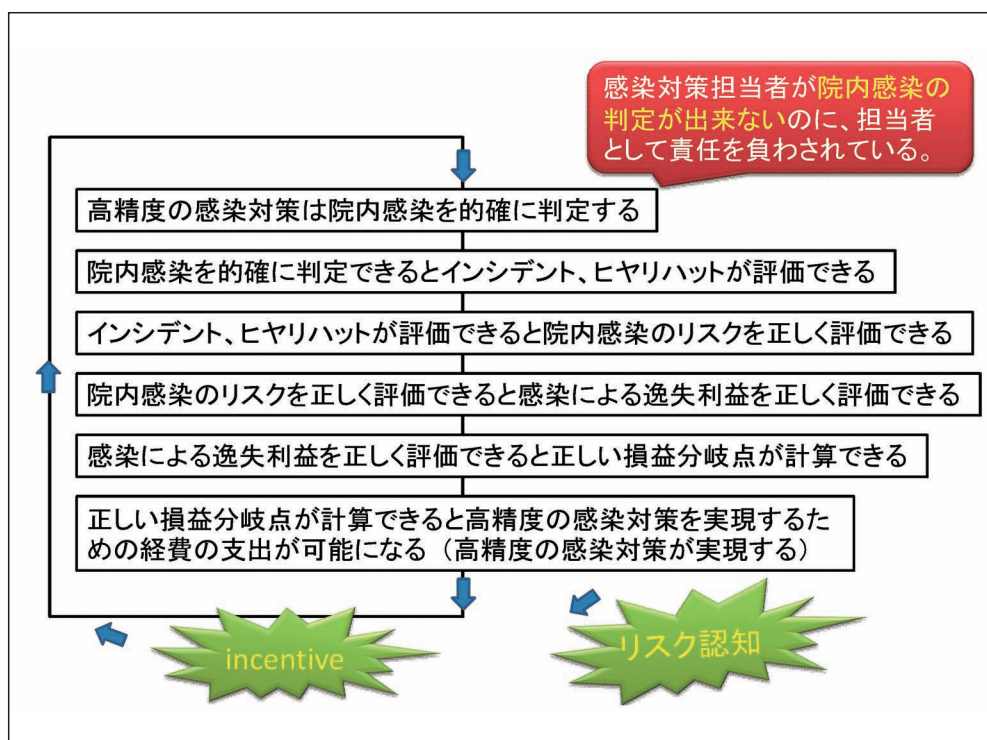 感染対策担当者が院内感染の
判定が出来ないのに、担当者
として責任を負わされている。
高精度の感染対策は院内感染を的確に判定する
院内感染を的確に判定できるとインシデント、ヒヤリハットが評価できる
インシデント、ヒヤリハットが評価できると院内感染のリスクを正しく評価できる
院内感染のリスクを正しく評価できると感染による逸失利益を正しく評価できる
感染による逸失利益を正しく評価できると正しい損益分岐点が計算できる
正しい損益分岐点が計算できると高精度の感染対策を実現するた
めの経費の支出が可能になる（高精度の感染対策が実現する）
incentive
リスク認知